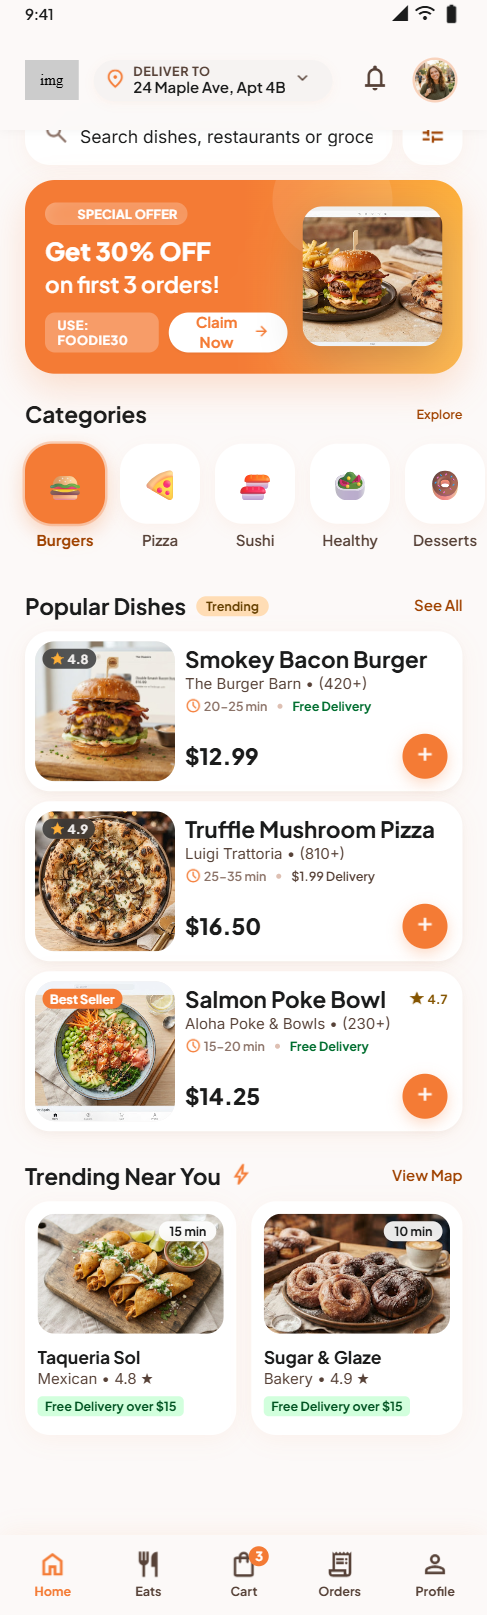 9:41
img
DELIVER TO
24 Maple Ave, Apt 4B
Search dishes, restaurants or groce
SPECIAL OFFER
Get 30% OFF
on first 3 orders!
USE:
FOODIE30
Claim
Now
Categories
Explore
Burgers
Pizza
Sushi
Healthy
Desserts
Popular Dishes
Trending
See All
4.8
Smokey Bacon Burger
The Burger Barn • (420+)
20–25 min • Free Delivery
$12.99
4.9
Truffle Mushroom Pizza
Luigi Trattoria • (810+)
25–35 min • $1.99 Delivery
$16.50
Best Seller
Salmon Poke Bowl
★ 4.7
Aloha Poke & Bowls • (230+)
15–20 min • Free Delivery
$14.25
Trending Near You
View Map
15 min
Taqueria Sol
Mexican • 4.8 ★
Free Delivery over $15
10 min
Sugar & Glaze
Bakery • 4.9 ★
Free Delivery over $15
3
Home
Eats
Cart
Orders
Profile